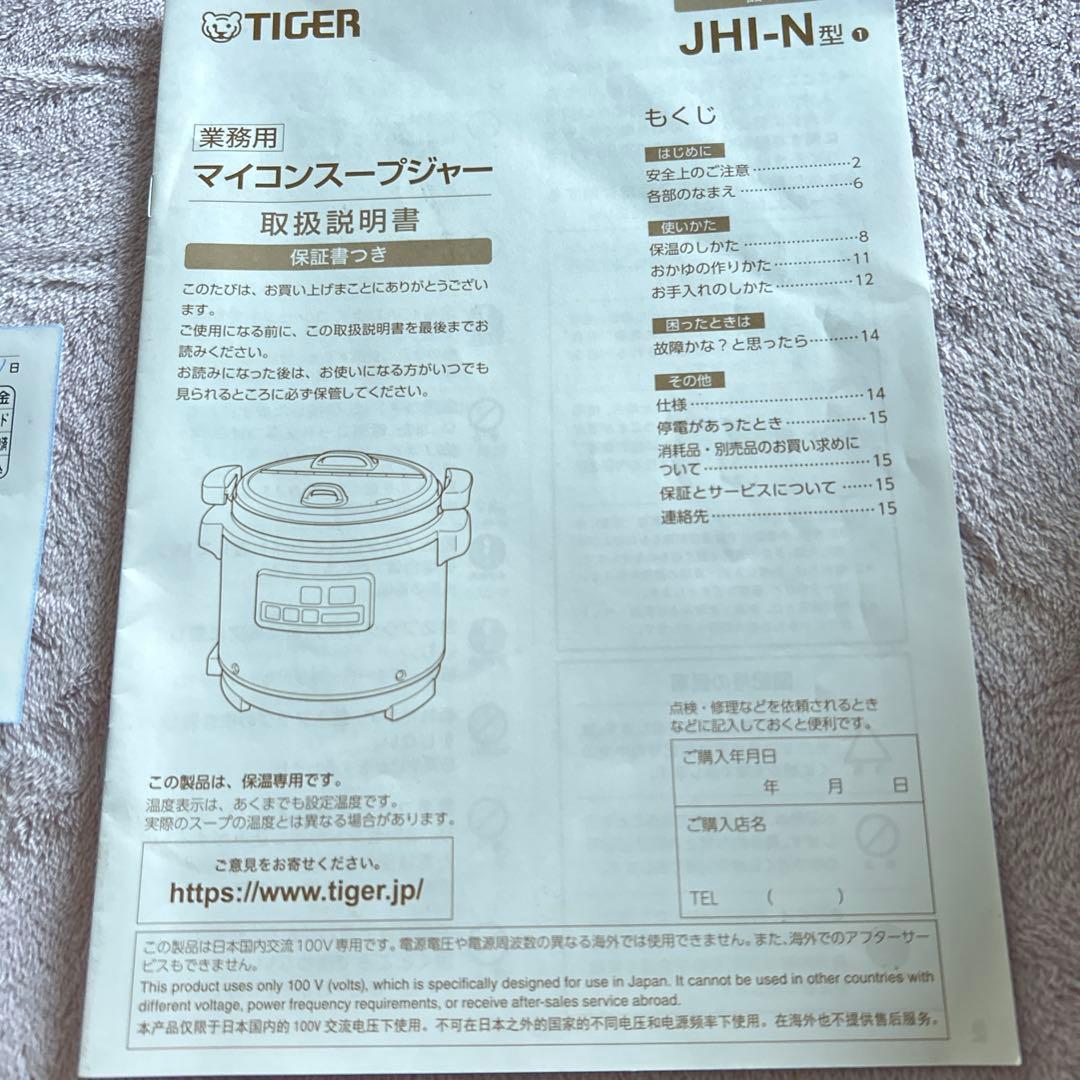 TIGER
JHI-N型 ❶
業務用
マイコンスープジャー
取扱説明書
保証書つき
このたびは、お買い上げまことにありがとうござい
ます。
ご使用になる前に、この取扱説明書を最後までお
読みください。
お読みになった後は、お使いになる方がいつでも
見られるところに必ず保管してください。
もくじ
はじめに
安全上のご注意…………………2
各部のなまえ……………………6
使いかた
保温のしかた……………………8
おかゆの作りかた………………11
お手入れのしかた………………12
困ったときは
故障かな?と思ったら…………14
その他
仕様………………………………14
停電があったとき………………15
消耗品・別売品のお買い求めに
ついて……………………………15
保証とサービスについて………15
連絡先……………………………15
この製品は、保温専用です。
温度表示は、あくまでも設定温度です。
実際のスープの温度とは異なる場合があります。
ご意見をお寄せください。
https://www.tiger.jp/
点検・修理などを依頼されるとき
などに記入しておくと便利です。
ご購入年月日
年 月 日
ご購入店名
TEL ( )
この製品は日本国内交流100V専用です。電源電圧や電源周波数の異なる海外では使用できません。また、海外でのアフターサー
ビスもできません。
This product uses only 100 V (volts), which is specifically designed for use in Japan. It cannot be used in other countries with
different voltage, power frequency requirements, or receive after-sales service abroad.
本产品仅限于日本国内的 100V 交流电压下使用。不可在日本之外的国家的不同电压和电源频率下使用。在海外也不提供售后服务。
日
金
ド